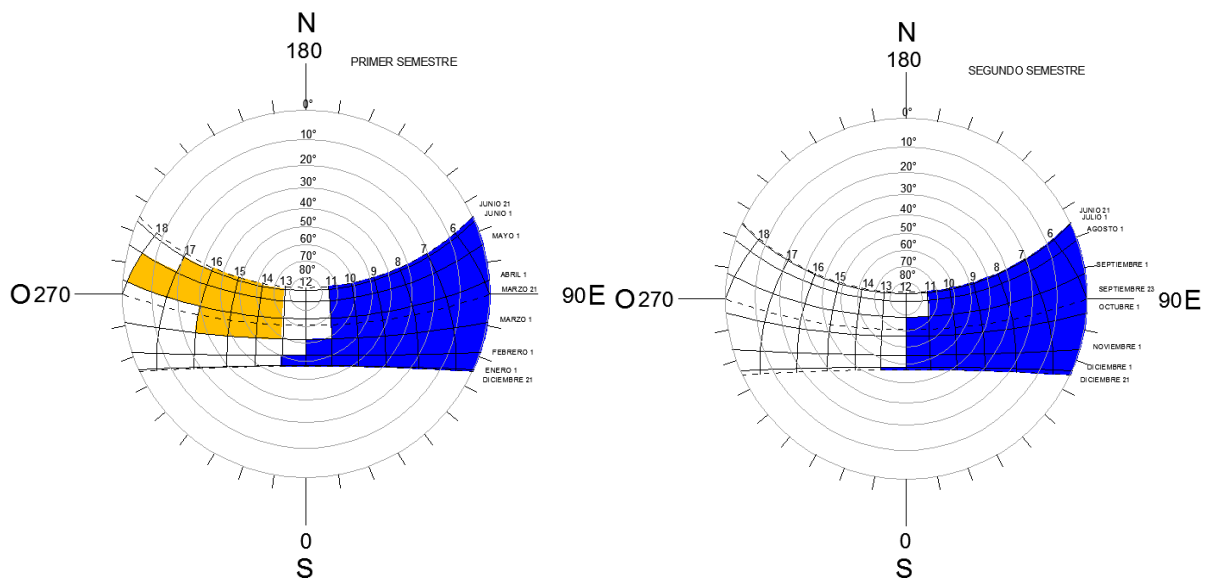 N
180
PRIMER SEMESTRE
0°
10°
20°
30°
40°
50°
60°
70°
80°
18
17
16
15
14
13
12
11
10
9
8
7
6
JUNIO 21
JUNIO 1
MAYO 1
ABRIL 1
MARZO 21
MARZO 1
FEBRERO 1
ENERO 1
DICIEMBRE 21
O 270
90 E
0
S
N
180
SEGUNDO SEMESTRE
0°
10°
20°
30°
40°
50°
60°
70°
80°
18
17
16
15
14
13
12
11
10
9
8
7
6
JUNIO 21
JULIO 1
AGOSTO 1
SEPTIEMBRE 1
SEPTIEMBRE 23
OCTUBRE 1
NOVIEMBRE 1
DICIEMBRE 1
DICIEMBRE 21
O 270
90 E
0
S